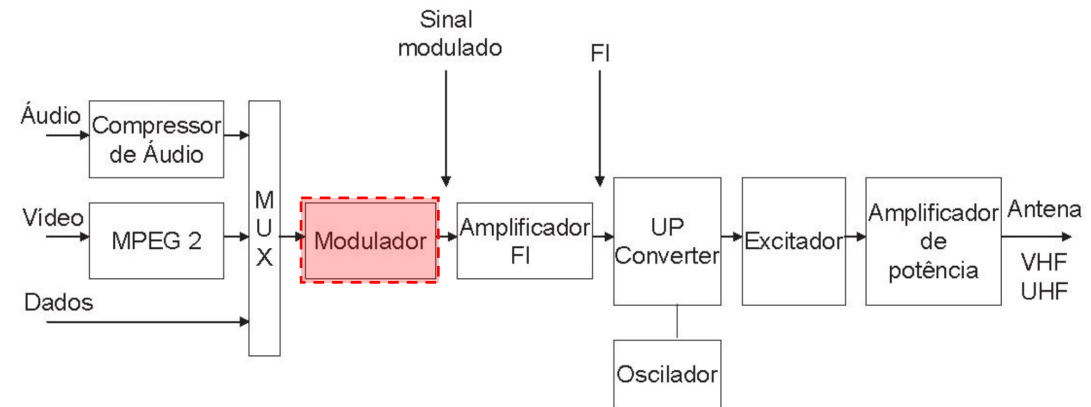 Sinal
modulado
FI
Áudio
Compressor
de Áudio
Vídeo
MPEG 2
Dados
M
U
X
Modulador
Amplificador
FI
UP
Converter
Oscilador
Excitador
Amplificador
de
potência
Antena
VHF
UHF